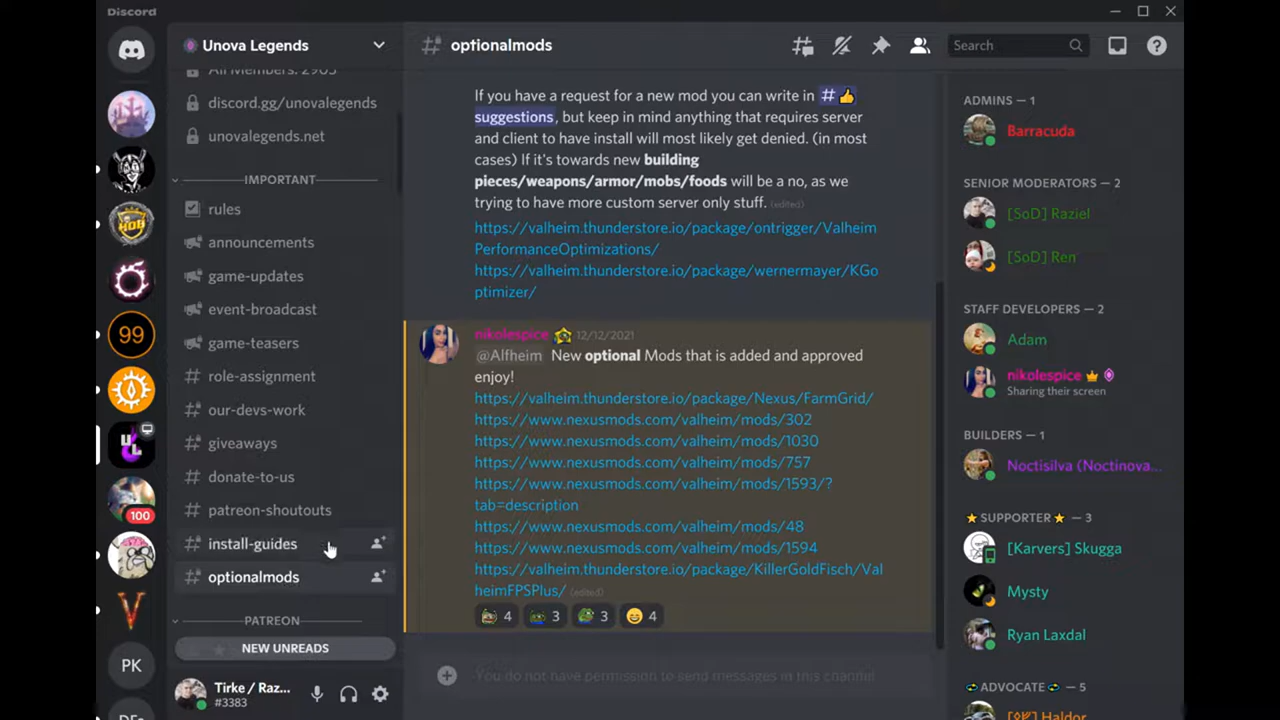 Discord
Unova Legends
optionalmods
Search
All Members: 2905
discord.gg/unovalegends
unovalegends.net
IMPORTANT
rules
announcements
game-updates
event-broadcast
game-teasers
role-assignment
our-devs-work
giveaways
donate-to-us
patreon-shoutouts
install-guides
optionalmods
PATREON
NEW UNREADS
Tirke / Raz...
#3383
99
100
PK
If you have a request for a new mod you can write in #👍
suggestions, but keep in mind anything that requires server
and client to have install will most likely get denied. (in most
cases) If it's towards new building
pieces/weapons/armor/mobs/foods will be a no, as we
trying to have more custom server only stuff. (edited)
https://valheim.thunderstore.io/package/ontrigger/Valheim
PerformanceOptimizations/
https://valheim.thunderstore.io/package/wernermayer/KGo
ptimizer/
nikolespice 12/12/2021
@Alfheim New optional Mods that is added and approved
enjoy!
https://valheim.thunderstore.io/package/Nexus/FarmGrid/
https://www.nexusmods.com/valheim/mods/302
https://www.nexusmods.com/valheim/mods/1030
https://www.nexusmods.com/valheim/mods/757
https://www.nexusmods.com/valheim/mods/1593/?
tab=description
https://www.nexusmods.com/valheim/mods/48
https://www.nexusmods.com/valheim/mods/1594
https://valheim.thunderstore.io/package/KillerGoldFisch/Val
heimFPSPlus/ (edited)
4 3 3 4
You do not have permission to send messages in this channel
ADMINS — 1
Barracuda
SENIOR MODERATORS — 2
[SoD] Raziel
[SoD] Ren
STAFF DEVELOPERS — 2
Adam
nikolespice
Sharing their screen
BUILDERS — 1
Noctisilva (Noctinova...
SUPPORTER — 3
[Karvers] Skugga
Mysty
Ryan Laxdal
ADVOCATE — 5
Haldor